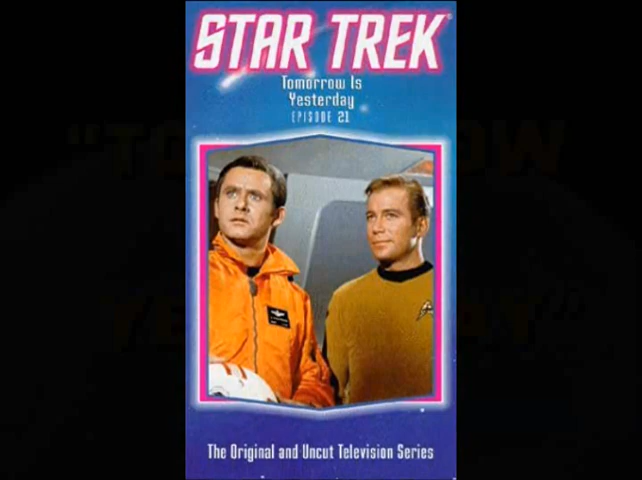 STAR TREK
Tomorrow Is
Yesterday
EPISODE 21
The Original and Uncut Television Series